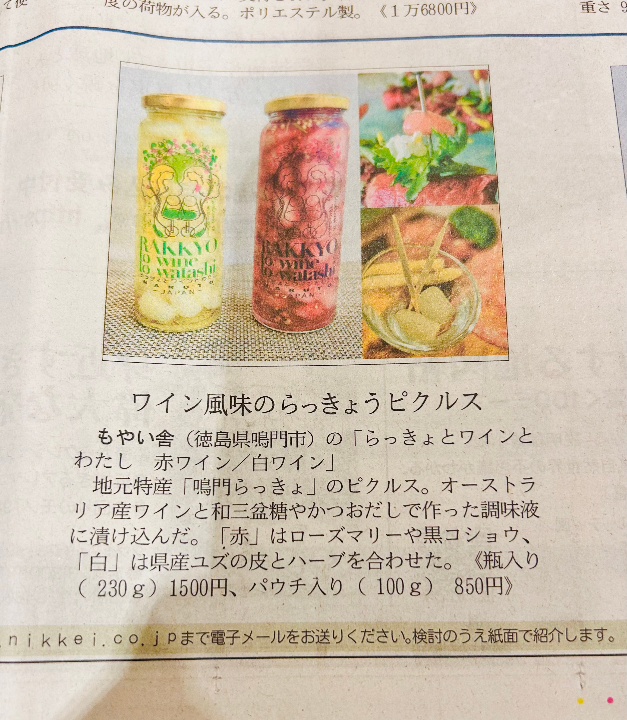 度の荷物が入る。ポリエステル製。《1万6800円》
重さ
RAKKYO
to wine
to watashi
JAPAN
RAKKYO
to wine
to watashi
JAPAN
ワイン風味のらっきょうピクルス
もやい舎（徳島県鳴門市）の「らっきょとワインと
わたし　赤ワイン／白ワイン」
地元特産「鳴門らっきょ」のピクルス。オーストラ
リア産ワインと和三盆糖やかつおだしで作った調味液
に漬け込んだ。「赤」はローズマリーや黒コショウ、
「白」は県産ユズの皮とハーブを合わせた。《瓶入り
（ 230ｇ）1500円、パウチ入り（ 100ｇ） 850円》
nikkei.co.jpまで電子メールをお送りください。検討のうえ紙面で紹介します。